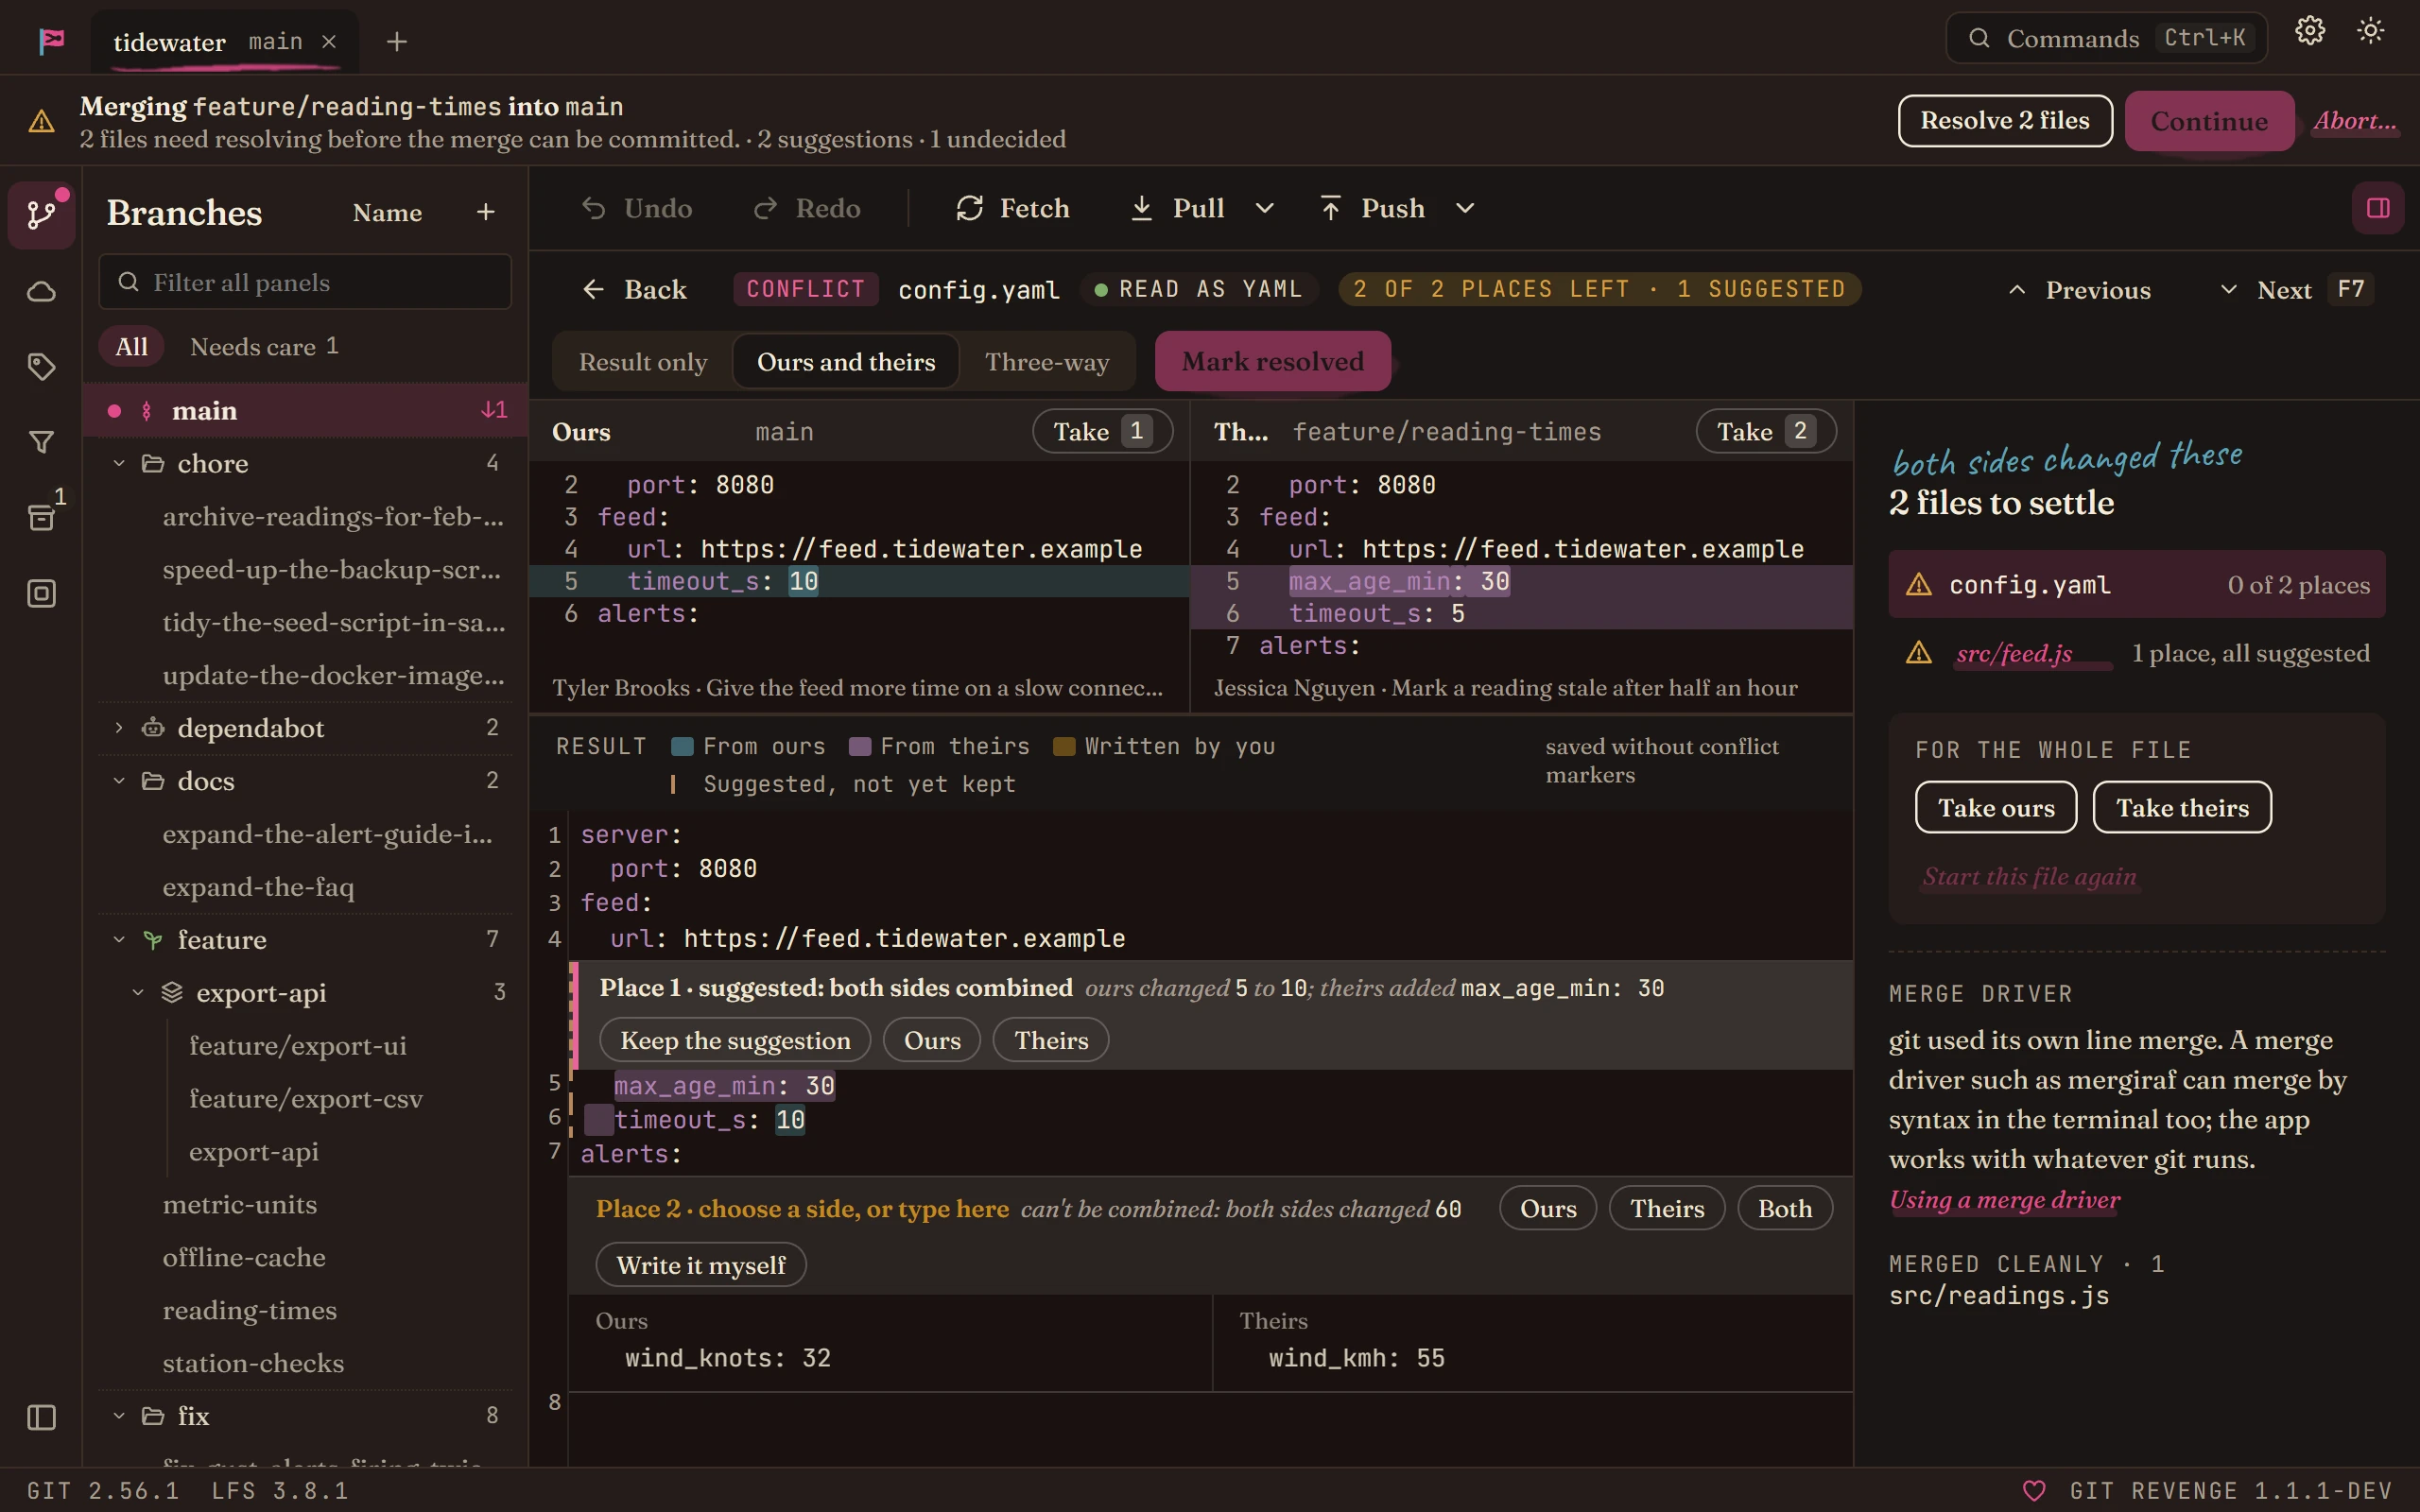 tidewater main
Commands Ctrl+K
Merging feature/reading-times into main
2 files need resolving before the merge can be committed. · 2 suggestions · 1 undecided
Resolve 2 files
Continue
Abort...
Branches
Name
Filter all panels
All
Needs care 1
main ↓1
chore 4
archive-readings-for-feb-...
speed-up-the-backup-scr...
tidy-the-seed-script-in-sa...
update-the-docker-image...
dependabot 2
docs 2
expand-the-alert-guide-i...
expand-the-faq
feature 7
export-api 3
feature/export-ui
feature/export-csv
export-api
metric-units
offline-cache
reading-times
station-checks
fix 8
1
Undo
Redo
Fetch
Pull
Push
Back
CONFLICT
config.yaml
READ AS YAML
2 OF 2 PLACES LEFT · 1 SUGGESTED
Previous
Next F7
Result only
Ours and theirs
Three-way
Mark resolved
Ours main Take 1
2 port: 8080
3 feed:
4 url: https://feed.tidewater.example
5 timeout_s: 10
6 alerts:
Tyler Brooks · Give the feed more time on a slow connec...
Th... feature/reading-times Take 2
2 port: 8080
3 feed:
4 url: https://feed.tidewater.example
5 max_age_min: 30
6 timeout_s: 5
7 alerts:
Jessica Nguyen · Mark a reading stale after half an hour
RESULT From ours From theirs Written by you
Suggested, not yet kept
saved without conflict
markers
1 server:
2 port: 8080
3 feed:
4 url: https://feed.tidewater.example
Place 1 · suggested: both sides combined ours changed 5 to 10; theirs added max_age_min: 30
Keep the suggestion
Ours
Theirs
5 max_age_min: 30
6 timeout_s: 10
7 alerts:
Place 2 · choose a side, or type here can't be combined: both sides changed 60
Ours
Theirs
Both
Write it myself
Ours
wind_knots: 32
Theirs
wind_kmh: 55
8
both sides changed these
2 files to settle
config.yaml 0 of 2 places
src/feed.js 1 place, all suggested
FOR THE WHOLE FILE
Take ours
Take theirs
Start this file again
MERGE DRIVER
git used its own line merge. A merge
driver such as mergiraf can merge by
syntax in the terminal too; the app
works with whatever git runs.
Using a merge driver
MERGED CLEANLY · 1
src/readings.js
GIT 2.56.1 LFS 3.8.1
GIT REVENGE 1.1.1-DEV